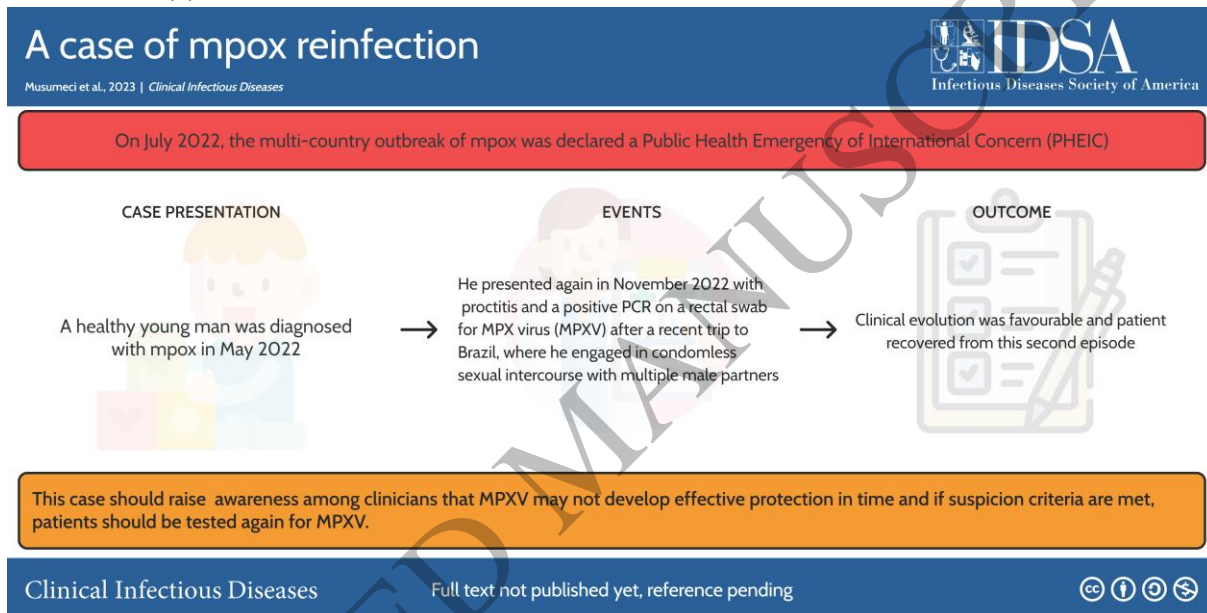 A case of mpox reinfection
Musumeci et al., 2023 | Clinical Infectious Diseases
IDSA
Infectious Diseases Society of America
On July 2022, the multi-country outbreak of mpox was declared a Public Health Emergency of International Concern (PHEIC)
CASE PRESENTATION
A healthy young man was diagnosed
with mpox in May 2022
EVENTS
He presented again in November 2022 with
proctitis and a positive PCR on a rectal swab
for MPX virus (MPXV) after a recent trip to
Brazil, where he engaged in condomless
sexual intercourse with multiple male partners
OUTCOME
Clinical evolution was favourable and patient
recovered from this second episode
This case should raise awareness among clinicians that MPXV may not develop effective protection in time and if suspicion criteria are met,
patients should be tested again for MPXV.
Clinical Infectious Diseases
Full text not published yet, reference pending
cc
ED MANUSCR